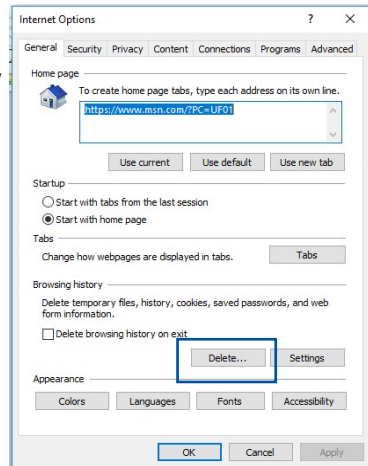 Internet Options ? X
General Security Privacy Content Connections Programs Advanced
Home page
To create home page tabs, type each address on its own line.
https://www.msn.com/?PC=UF01
Use current Use default Use new tab
Startup
Start with tabs from the last session
Start with home page
Tabs
Change how webpages are displayed in tabs. Tabs
Browsing history
Delete temporary files, history, cookies, saved passwords, and web
form information.
Delete browsing history on exit
Delete... Settings
Appearance
Colors Languages Fonts Accessibility
OK Cancel Apply